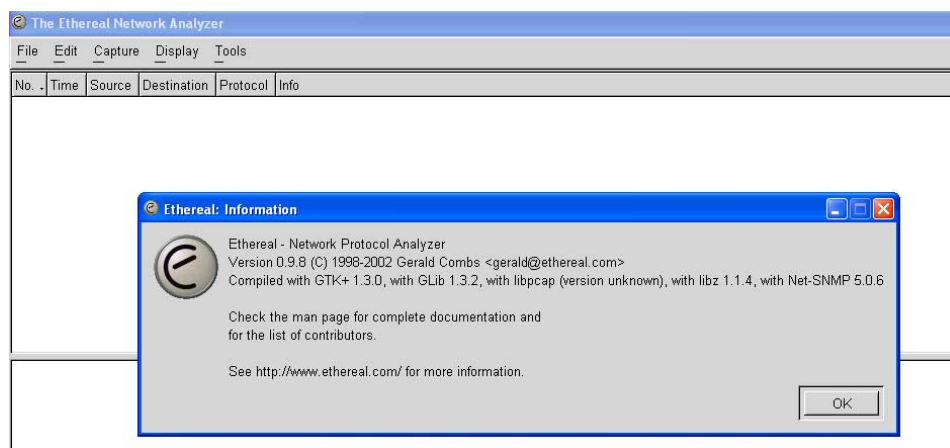 The Ethereal Network Analyzer
File Edit Capture Display Tools
No. Time Source Destination Protocol Info
Ethereal: Information
Ethereal - Network Protocol Analyzer
Version 0.9.8 (C) 1998-2002 Gerald Combs <gerald@ethereal.com>
Compiled with GTK+ 1.3.0, with GLib 1.3.2, with libpcap (version unknown), with libz 1.1.4, with Net-SNMP 5.0.6
Check the man page for complete documentation and
for the list of contributors.
See http://www.ethereal.com/ for more information.
OK